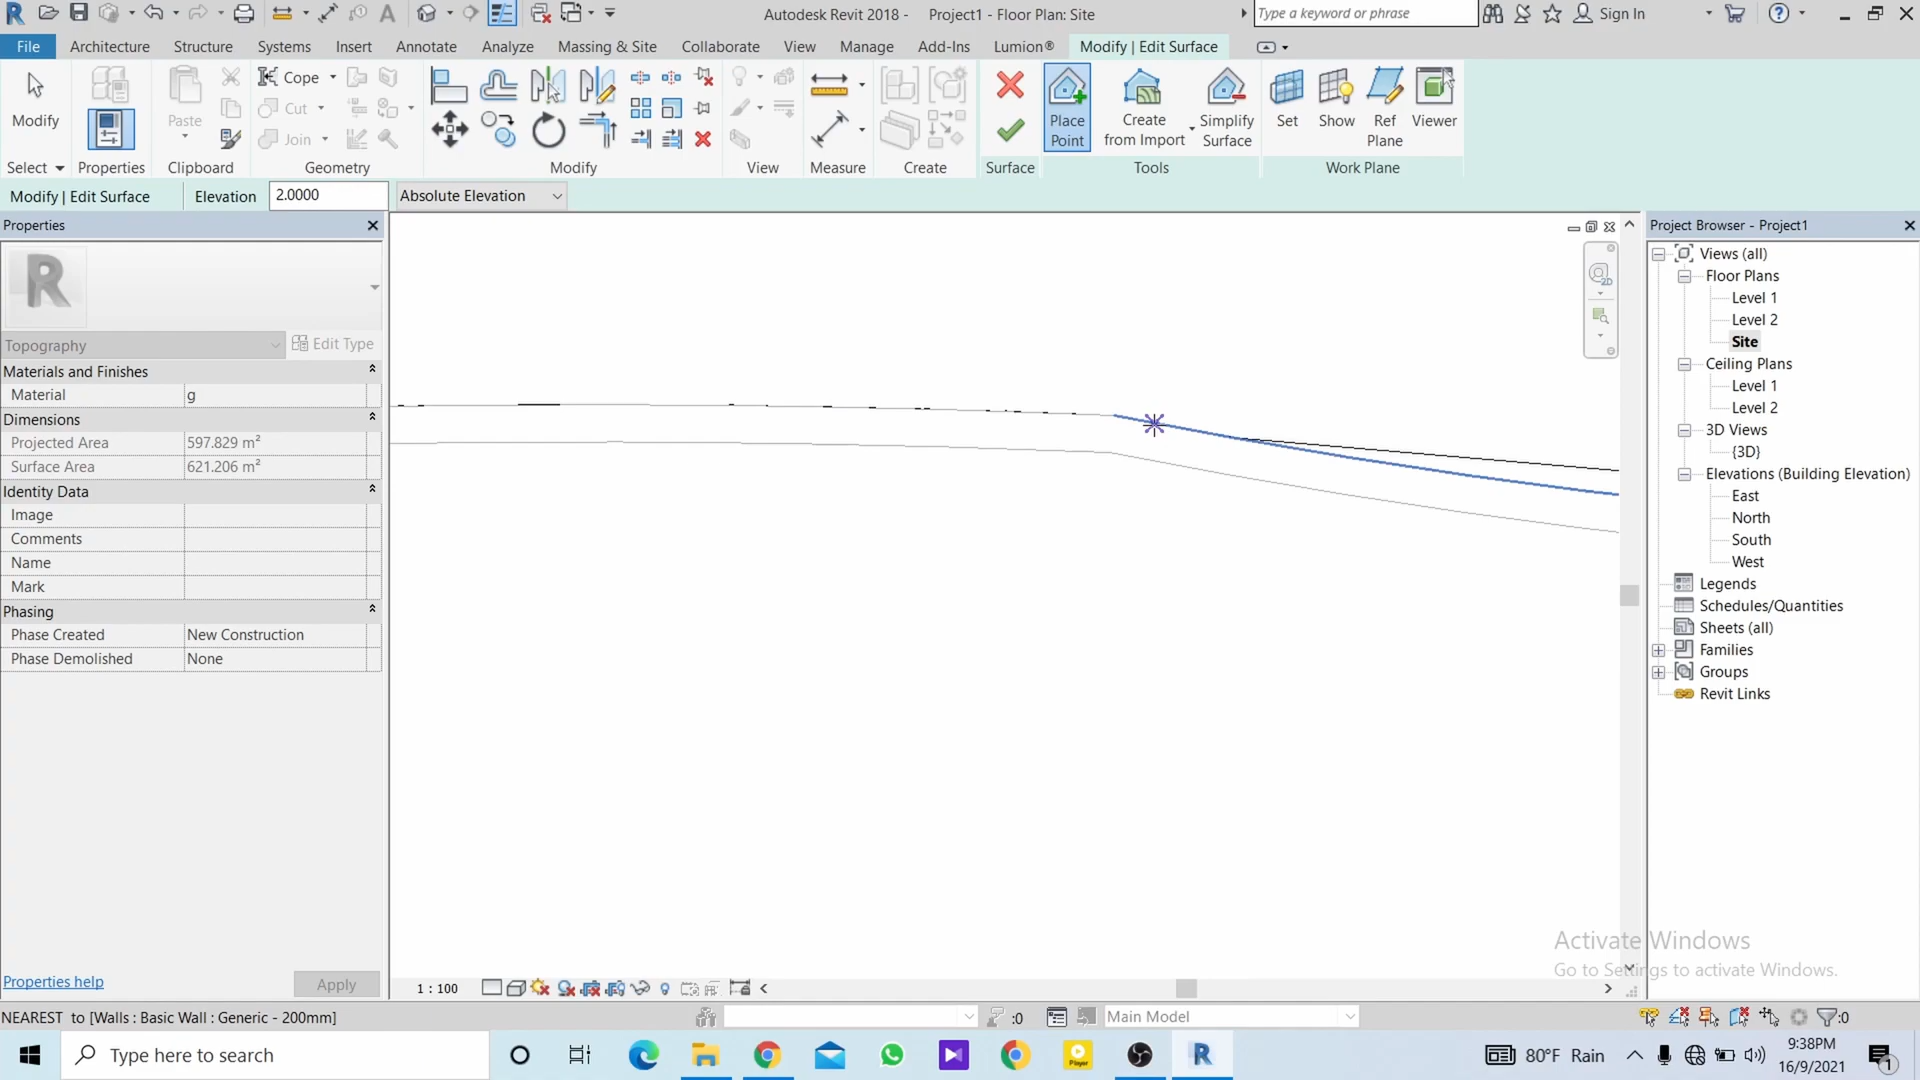 Autodesk Revit 2018 - Project1 - Floor Plan: Site
Type a keyword or phrase
Sign In
File Architecture Structure Systems Insert Annotate Analyze Massing & Site Collaborate View Manage Add-Ins Lumion® Modify | Edit Surface
Modify
Paste
Cope
Cut
Join
Place Point
Create from Import
Simplify Surface
Set
Show
Ref Plane
Viewer
Select Properties Clipboard Geometry Modify View Measure Create Surface Tools Work Plane
Modify | Edit Surface Elevation 2.0000 Absolute Elevation
Properties
R
Topography
Edit Type
Materials and Finishes
Material g
Dimensions
Projected Area 597.829 m²
Surface Area 621.206 m²
Identity Data
Image
Comments
Name
Mark
Phasing
Phase Created New Construction
Phase Demolished None
Properties help
Apply
2D
Project Browser - Project1
Views (all)
Floor Plans
Level 1
Level 2
Site
Ceiling Plans
Level 1
Level 2
3D Views
{3D}
Elevations (Building Elevation)
East
North
South
West
Legends
Schedules/Quantities
Sheets (all)
Families
Groups
Revit Links
Activate Windows
Go to Settings to activate Windows.
1 : 100
NEAREST to [Walls : Basic Wall : Generic - 200mm]
:0
Main Model
:0
Type here to search
Player
R
80°F Rain
9:38PM
16/9/2021
1